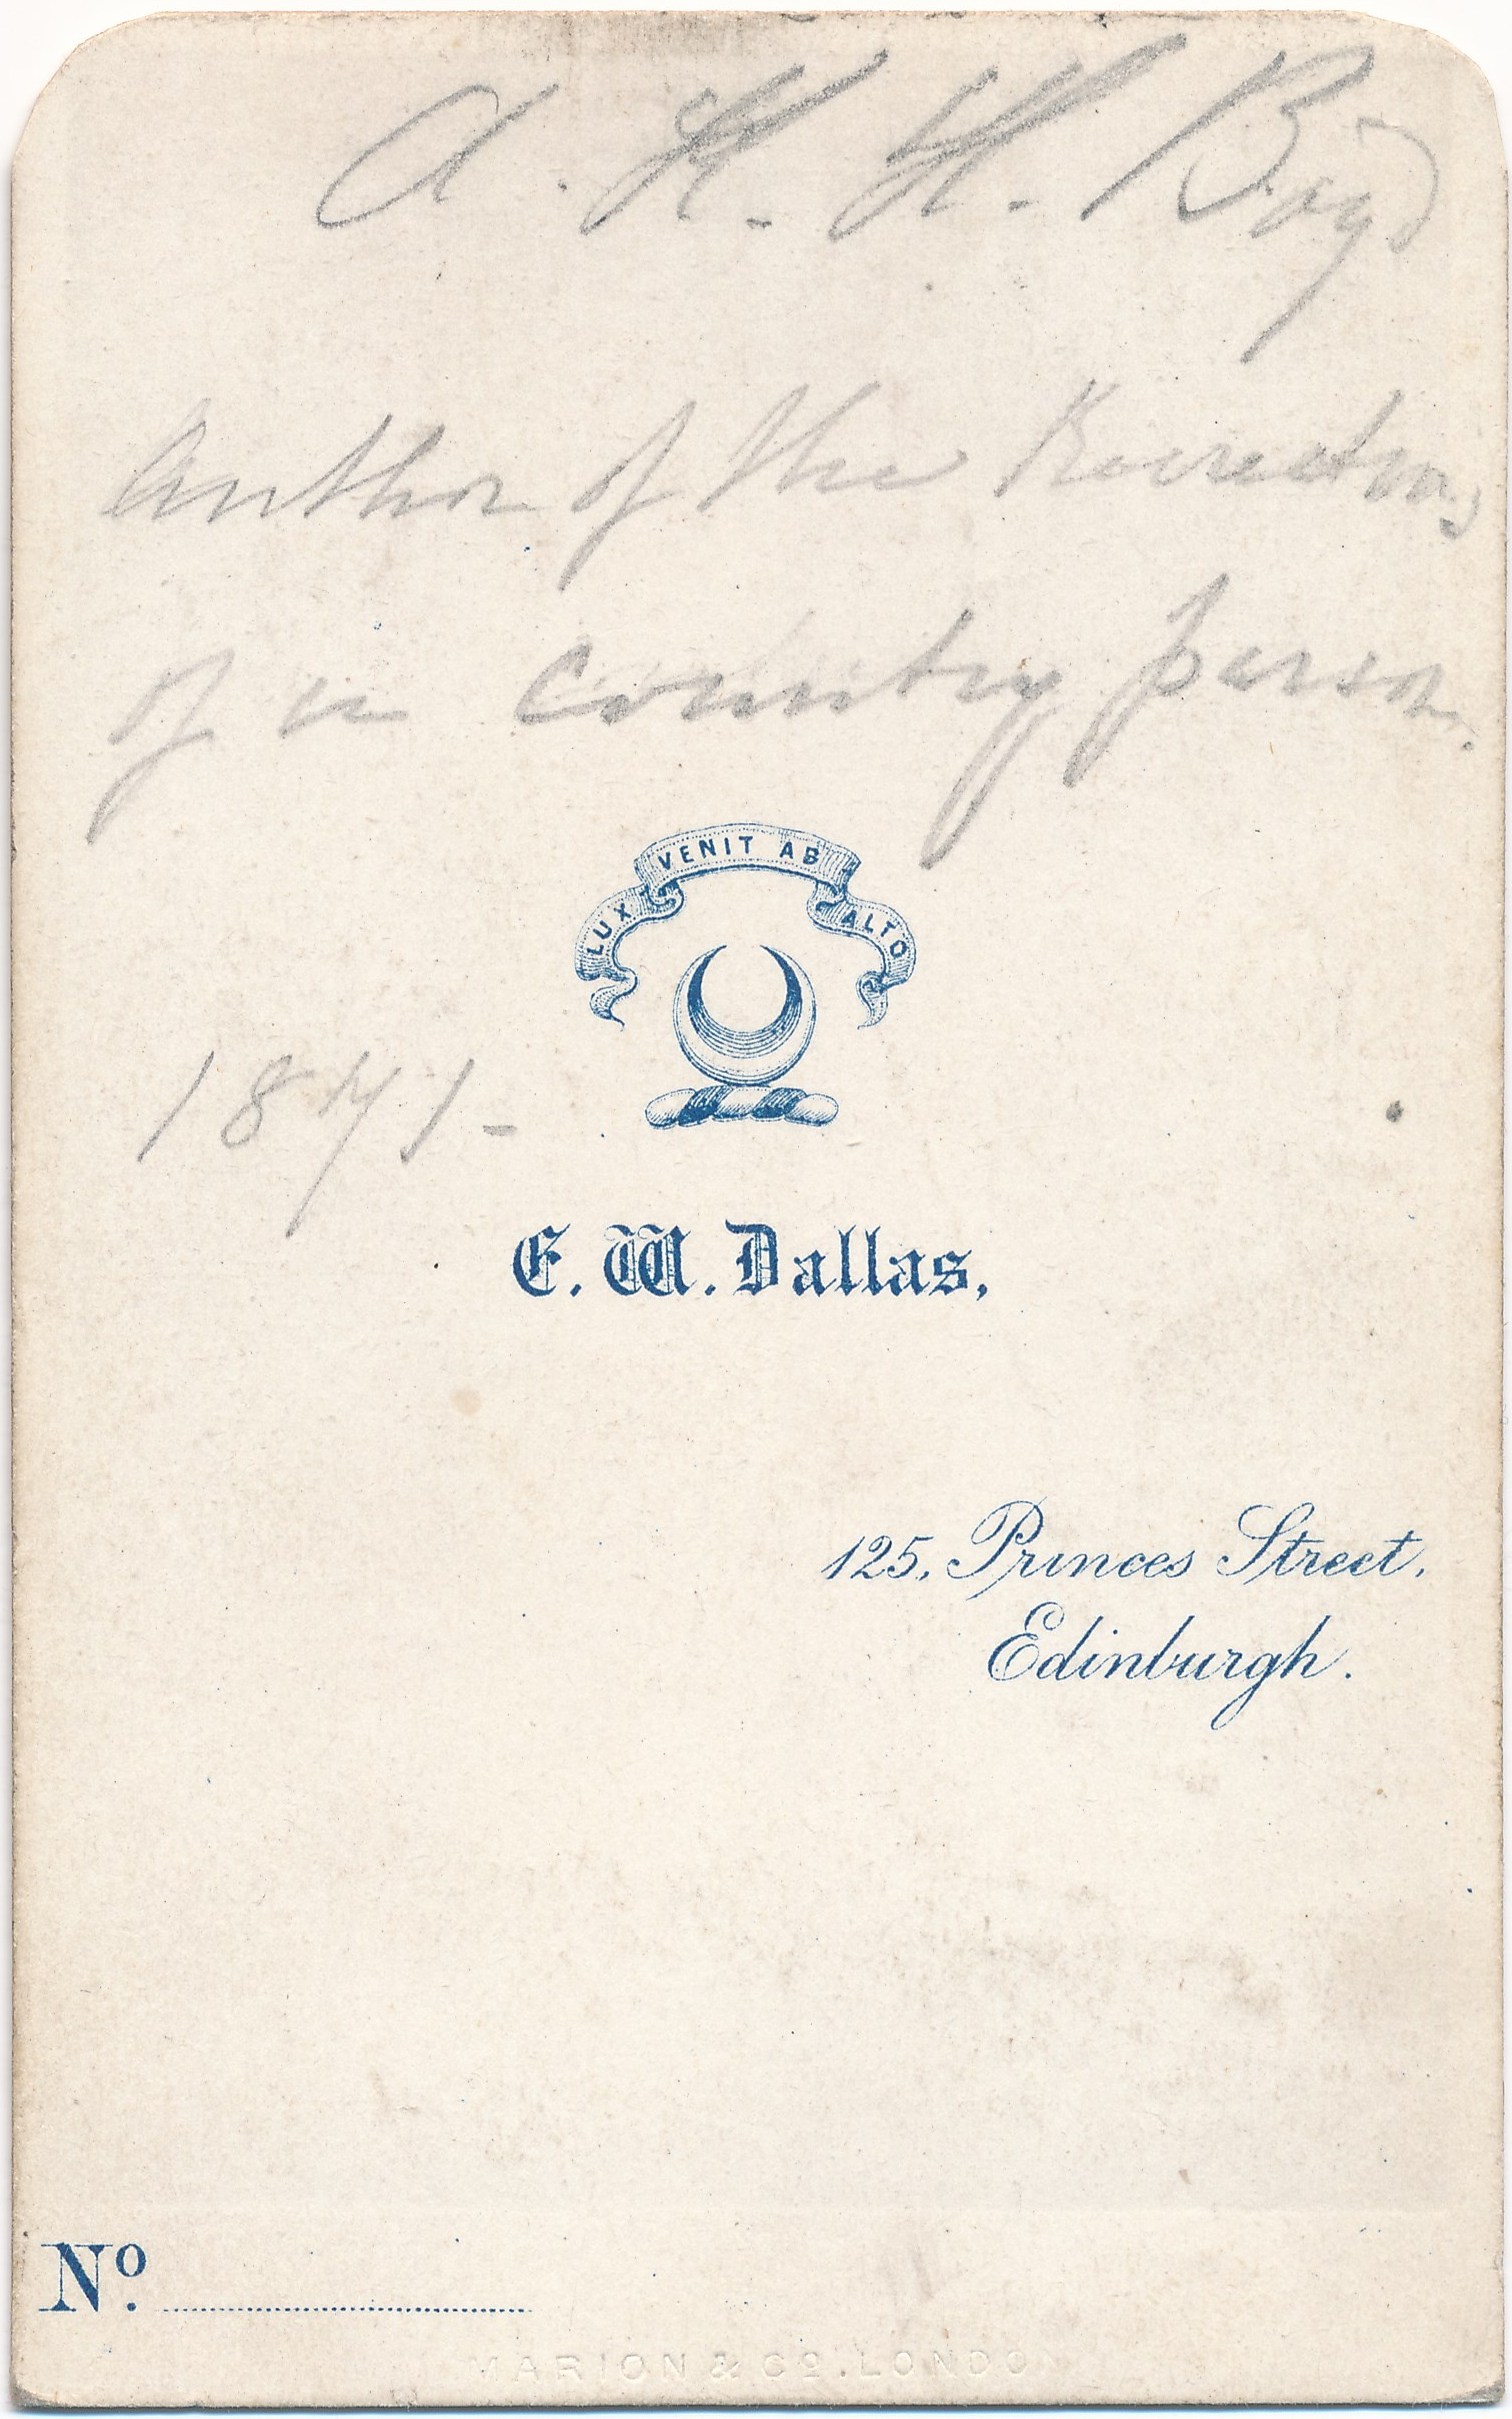 A. K. H. Boyd
Author of the Recreations
of a Country parson.
LUX VENIT AB ALTO
1871-
E. W. Dallas,
125, Princes Street,
Edinburgh.
No.
MARION & Co. LONDON